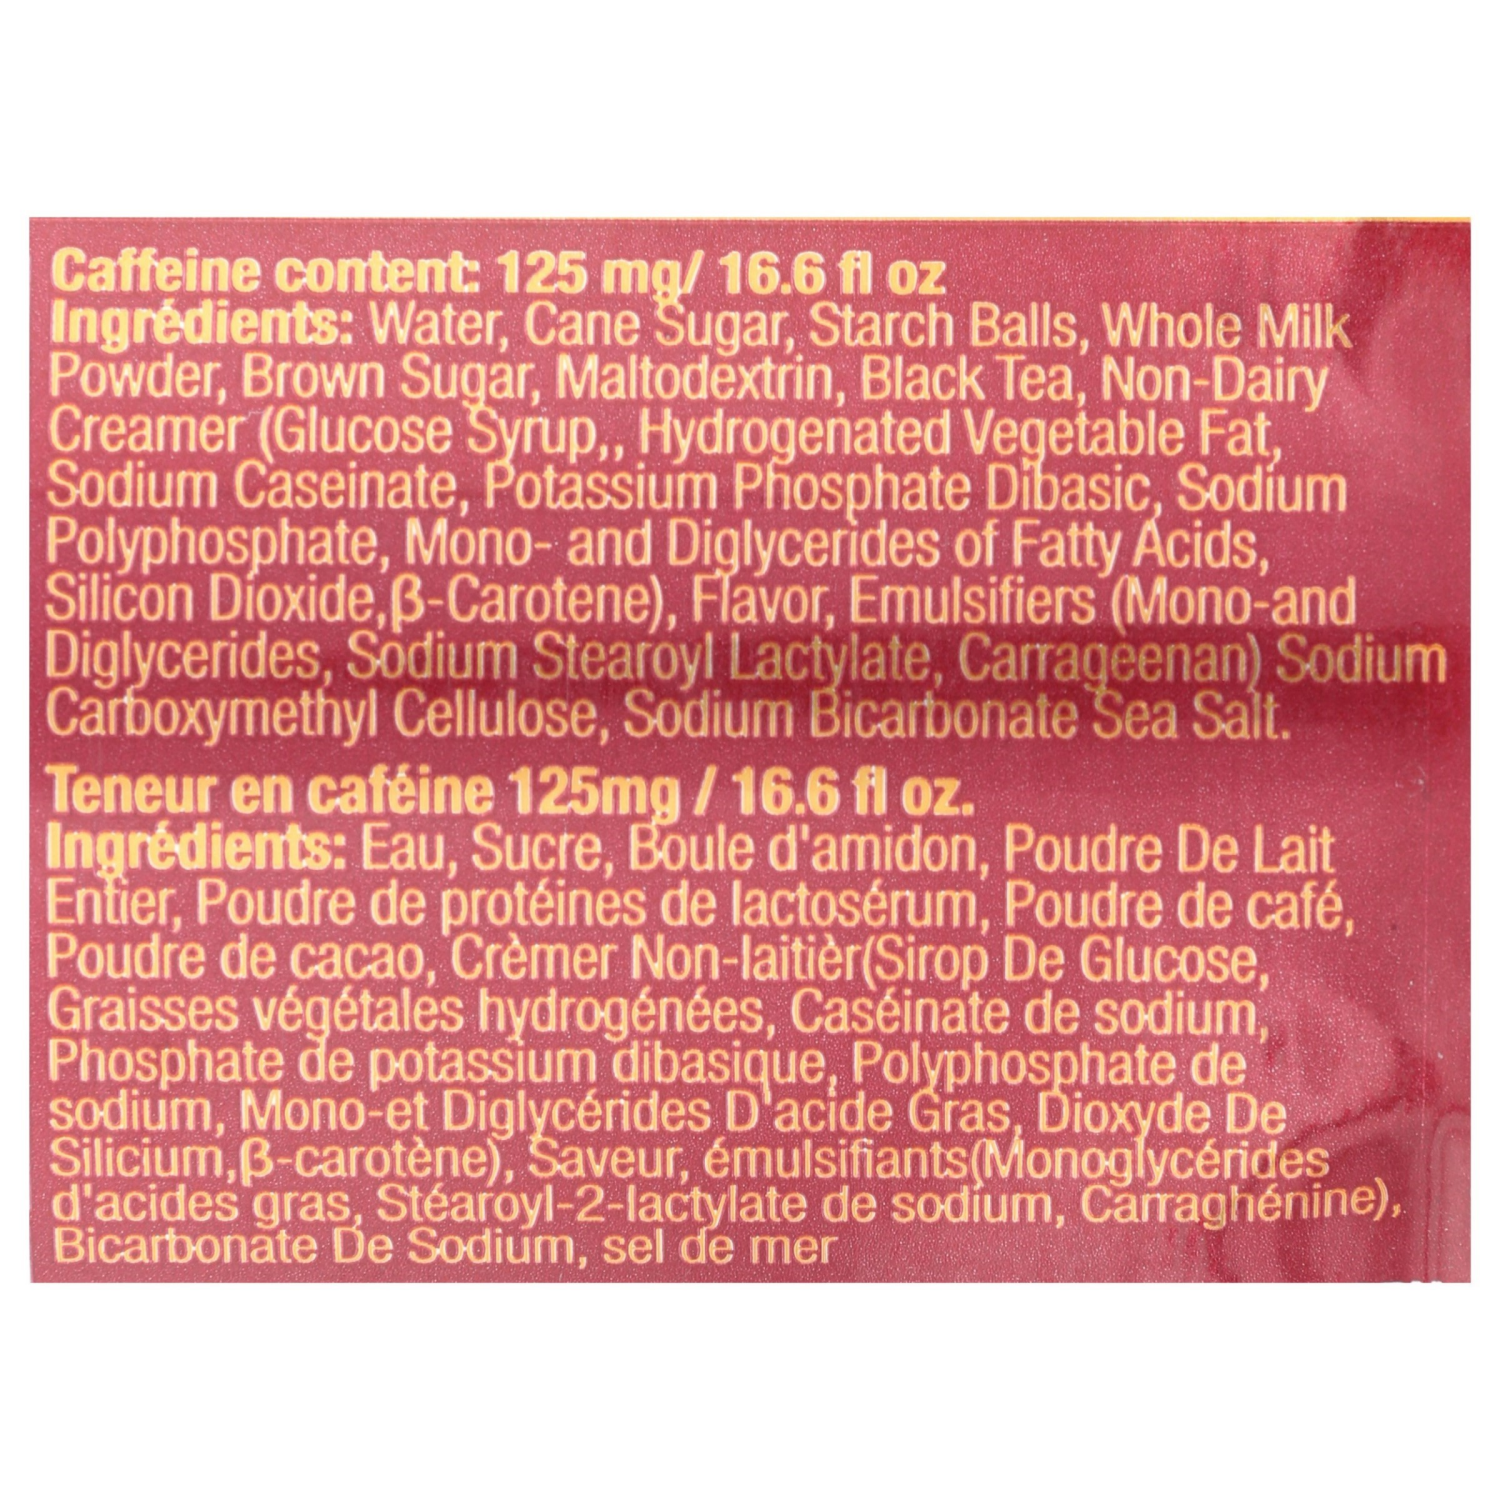 Caffeine content: 125 mg/ 16.6 fl oz
Ingrédients: Water, Cane Sugar, Starch Balls, Whole Milk
Powder, Brown Sugar, Maltodextrin, Black Tea, Non-Dairy
Creamer (Glucose Syrup,, Hydrogenated Vegetable Fat,
Sodium Caseinate, Potassium Phosphate Dibasic, Sodium
Polyphosphate, Mono- and Diglycerides of Fatty Acids,
Silicon Dioxide,β-Carotene), Flavor, Emulsifiers (Mono-and
Diglycerides, Sodium Stearoyl Lactylate, Carrageenan) Sodium
Carboxymethyl Cellulose, Sodium Bicarbonate Sea Salt.
Teneur en caféine 125mg / 16.6 fl oz.
Ingrédients: Eau, Sucre, Boule d'amidon, Poudre De Lait
Entier, Poudre de protéines de lactosérum, Poudre de café,
Poudre de cacao, Crèmer Non-laitièr(Sirop De Glucose,
Graisses végétales hydrogénées, Caséinate de sodium,
Phosphate de potassium dibasique, Polyphosphate de
sodium, Mono-et Diglycérides D'acide Gras, Dioxyde De
Silicium,β-carotène), Saveur, émulsifiants(Monoglycérides
d'acides gras, Stéaroyl-2-lactylate de sodium, Carraghénine),
Bicarbonate De Sodium, sel de mer